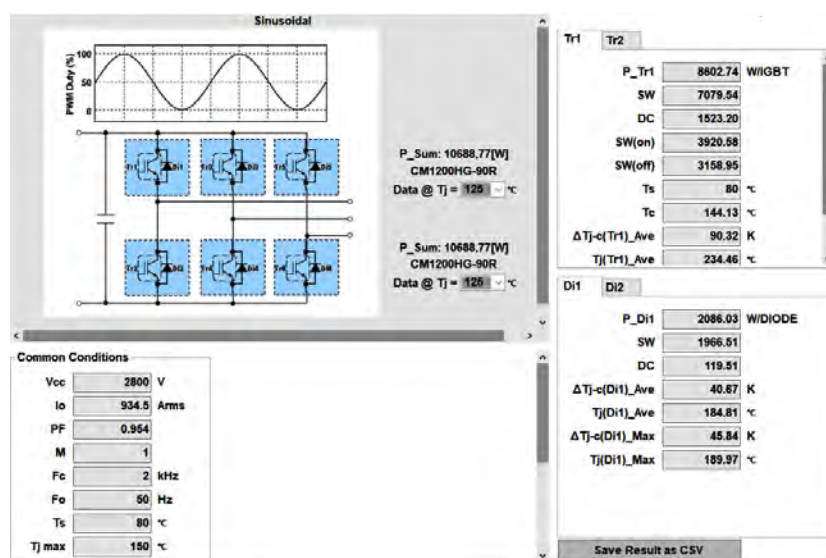 Sinusoidal
PWM Duty (%)
100
50
0
Tr1 Di1
Tr3 Di3
Tr5 Di5
Tr2 Di2
Tr4 Di4
Tr6 Di6
P_Sum: 10688,77[W]
CM1200HG-90R
Data @ Tj = 125 ℃
P_Sum: 10688,77[W]
CM1200HG-90R
Data @ Tj = 125 ℃
Common Conditions
Vcc 2800 V
Io 934.5 Arms
PF 0.954
M 1
Fc 2 kHz
Fo 50 Hz
Ts 80 ℃
Tj max 150 ℃
Tr1 Tr2
P_Tr1 8602.74 W/IGBT
SW 7079.54
DC 1523.20
SW(on) 3920.58
SW(off) 3158.95
Ts 80 ℃
Tc 144.13 ℃
ΔTj-c(Tr1)_Ave 90.32 K
Tj(Tr1)_Ave 234.46 ℃
Di1 Di2
P_Di1 2086.03 W/DIODE
SW 1966.51
DC 119.51
ΔTj-c(Di1)_Ave 40.67 K
Tj(Di1)_Ave 184.81 ℃
ΔTj-c(Di1)_Max 45.84 K
Tj(Di1)_Max 189.97 ℃
Save Result as CSV